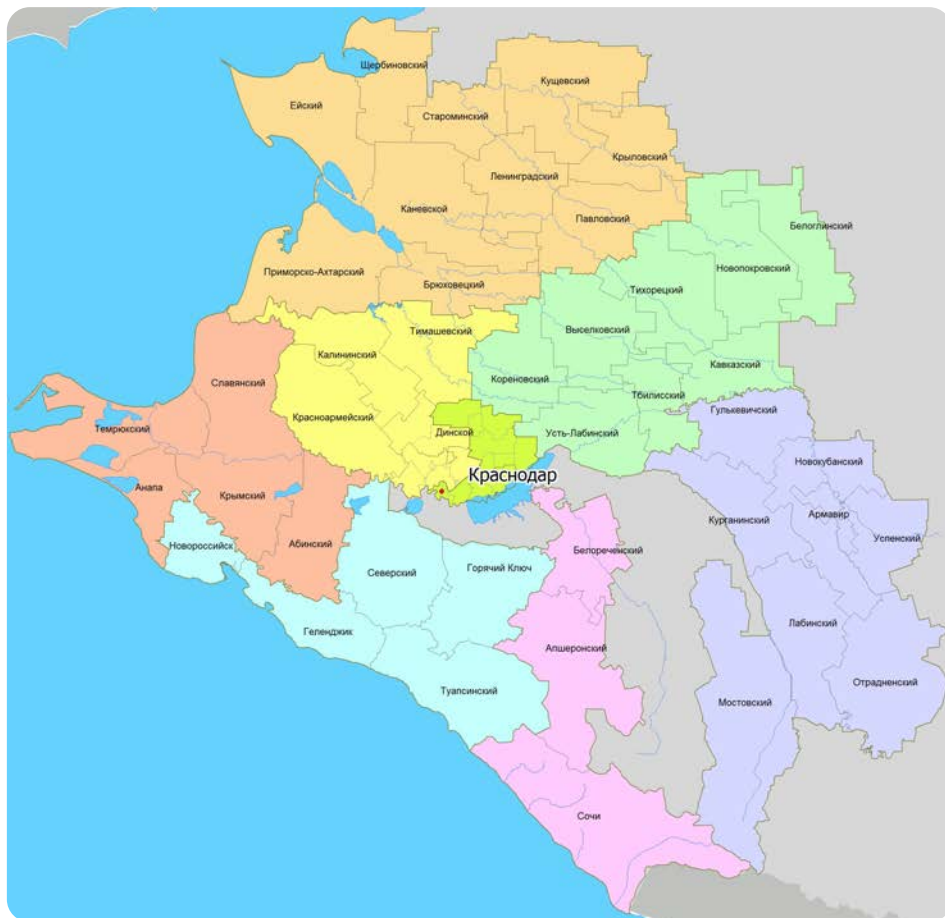 Щербиновский
Кущевский
Ейский
Староминский
Крыловский
Ленинградский
Каневской
Павловский
Белоглинский
Приморско-Ахтарский
Новопокровский
Брюховецкий
Тихорецкий
Тимашевский
Выселковский
Калининский
Славянский
Кавказский
Кореновский
Тбилисский
Гулькевичский
Красноармейский
Темрюкский
Динской
Усть-Лабинский
Новокубанский
Краснодар
Анапа
Крымский
Армавир
Курганинский
Успенский
Новороссийск
Абинский
Белореченский
Северский
Горячий Ключ
Лабинский
Геленджик
Апшеронский
Отрадненский
Туапсинский
Мостовский
Сочи